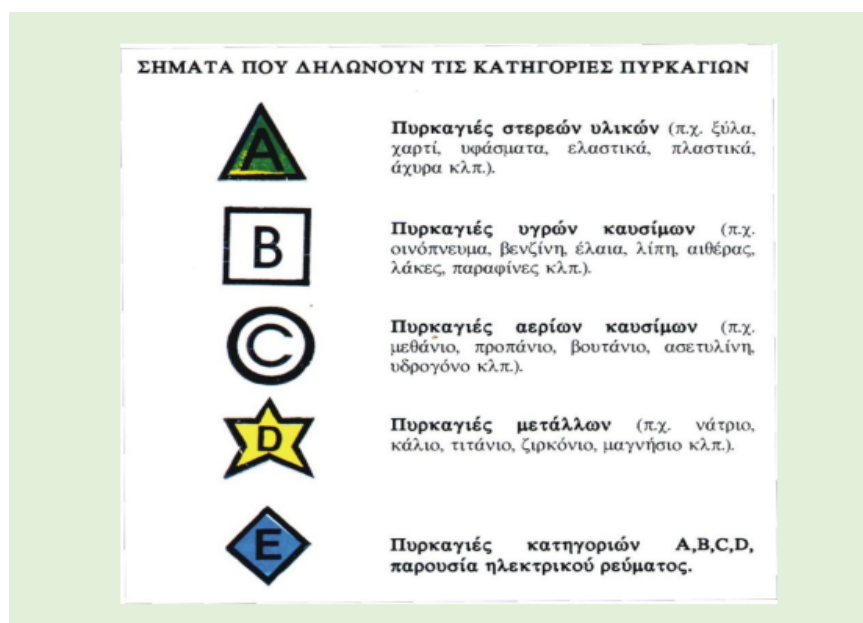 ΣΗΜΑΤΑ ΠΟΥ ΔΗΛΩΝΟΥΝ ΤΙΣ ΚΑΤΗΓΟΡΙΕΣ ΠΥΡΚΑΓΙΩΝ
A
Πυρκαγιές στερεών υλικών (π.χ. ξύλα,
χαρτί, υφάσματα, ελαστικά, πλαστικά,
άχυρα κλπ.).
B
Πυρκαγιές υγρών καυσίμων (π.χ.
οινόπνευμα, βενζίνη, έλαια, λίπη, αιθέρας,
λάκες, παραφίνες κλπ.).
C
Πυρκαγιές αερίων καυσίμων (π.χ.
μεθάνιο, προπάνιο, βουτάνιο, ασετυλίνη,
υδρογόνο κλπ.).
D
Πυρκαγιές μετάλλων (π.χ. νάτριο,
κάλιο, τιτάνιο, ζιρκόνιο, μαγνήσιο κλπ.).
E
Πυρκαγιές κατηγοριών A,B,C,D,
παρουσία ηλεκτρικού ρεύματος.